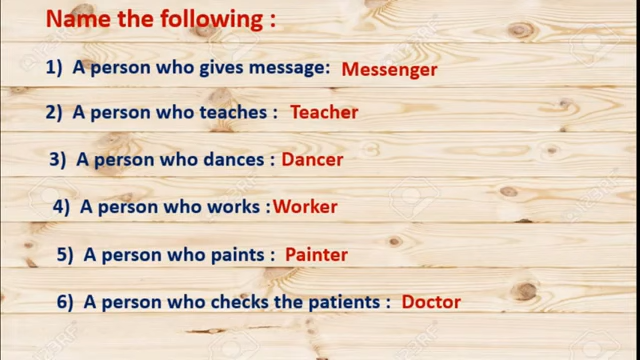 Name the following :
1) A person who gives message: Messenger
2) A person who teaches : Teacher
3) A person who dances : Dancer
4) A person who works :Worker
5) A person who paints : Painter
6) A person who checks the patients : Doctor